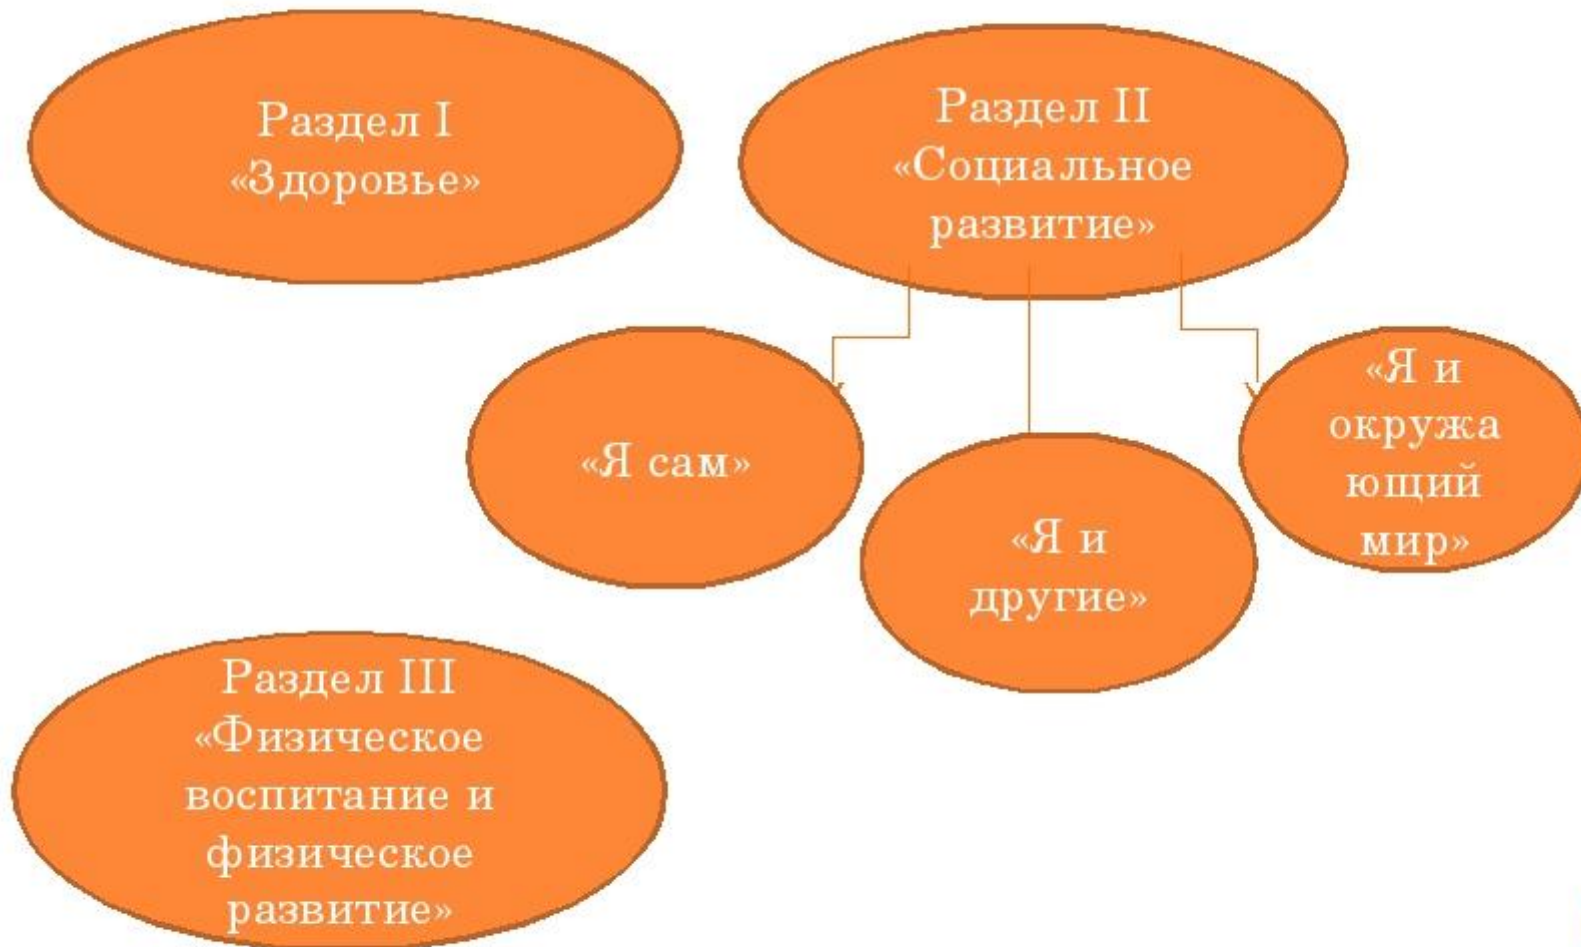 Раздел I
«Здоровье»
Раздел II
«Социальное
развитие»
«Я сам»
«Я и
другие»
«Я и
окружа
ющий
мир»
Раздел III
«Физическое
воспитание и
физическое
развитие»